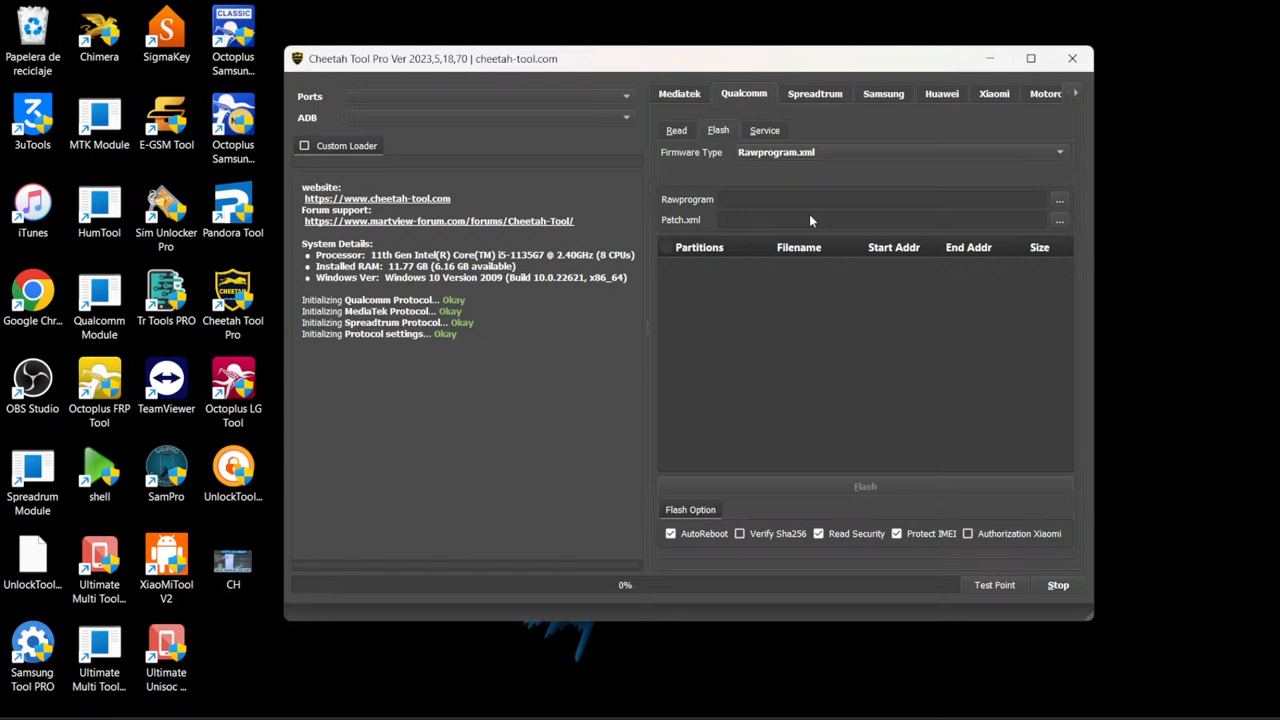 Papelera de
reciclaje
Chimera
SigmaKey
CLASSIC
Octoplus
Samsun...
3uTools
MTK Module
E-GSM Tool
Octoplus
Samsun...
iTunes
HumTool
Sim Unlocker
Pro
Pandora Tool
Google Chr...
Qualcomm
Module
Tr Tools PRO
CHEETAH
Cheetah Tool
Pro
OBS Studio
Octoplus FRP
Tool
TeamViewer
Octoplus LG
Tool
Spreadrum
Module
shell
SamPro
UnlockTool...
UnlockTool...
Ultimate
Multi Tool...
XiaoMiTool
V2
CH
Samsung
Tool PRO
Ultimate
Multi Tool...
Ultimate
Unisoc ...
Cheetah Tool Pro Ver 2023,5,18,70 | cheetah-tool.com
Ports
ADB
Custom Loader
website:
https://www.cheetah-tool.com
Forum support:
https://www.martview-forum.com/forums/Cheetah-Tool/
System Details:
• Processor: 11th Gen Intel(R) Core(TM) i5-1135G7 @ 2.40GHz (8 CPUs)
• Installed RAM: 11.77 GB (6.16 GB available)
• Windows Ver: Windows 10 Version 2009 (Build 10.0.22621, x86_64)
Initializing Qualcomm Protocol... Okay
Initializing MediaTek Protocol... Okay
Initializing Spreadtrum Protocol... Okay
Initializing Protocol settings... Okay
Mediatek Qualcomm Spreadtrum Samsung Huawei Xiaomi Motorc
Read Flash Service
Firmware Type Rawprogram.xml
Rawprogram ...
Patch.xml ...
Partitions Filename Start Addr End Addr Size
Flash
Flash Option
AutoReboot Verify Sha256 Read Security Protect IMEI Authorization Xiaomi
0% Test Point Stop